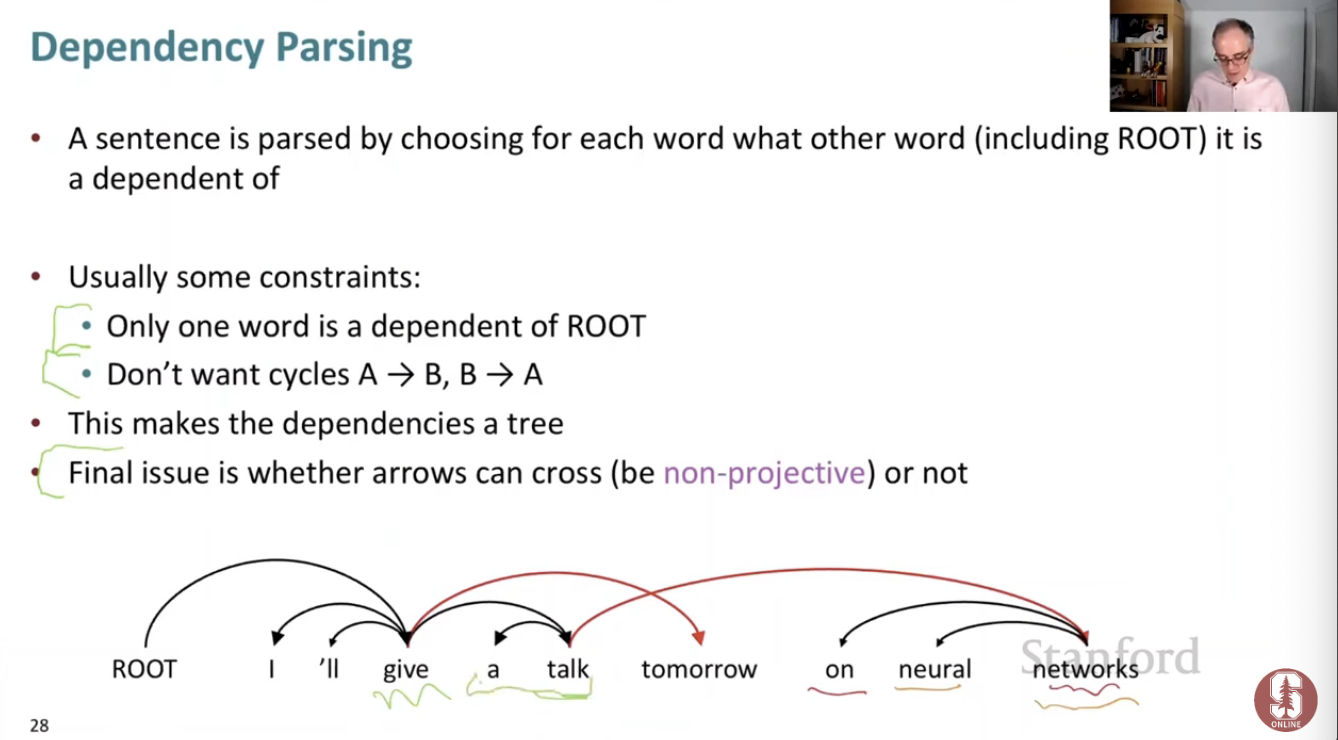 Dependency Parsing
• A sentence is parsed by choosing for each word what other word (including ROOT) it is
a dependent of
• Usually some constraints:
• Only one word is a dependent of ROOT
• Don't want cycles A → B, B → A
• This makes the dependencies a tree
• Final issue is whether arrows can cross (be non-projective) or not
ROOT I 'll give a talk tomorrow on neural networks
Stanford
28
S ONLINE